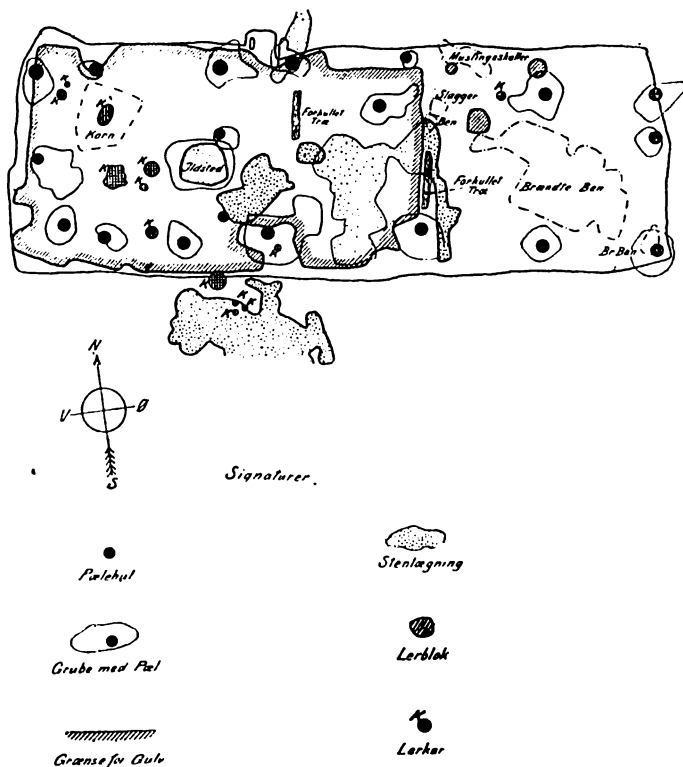 Muslingeskaller
K
K
K
Forkullet
Træ
Slagger
Ben
K
Korn
K
K
K
Ildsted
Forkullet
Træ
Brændte Ben
K
K
Br Ben
K
K
K
K
N
V
Ø
S
Signaturer.
Pælehul
Stenlægning
Grube med Pæl
Lerblok
K
Grænse for Gulv
Lerkar